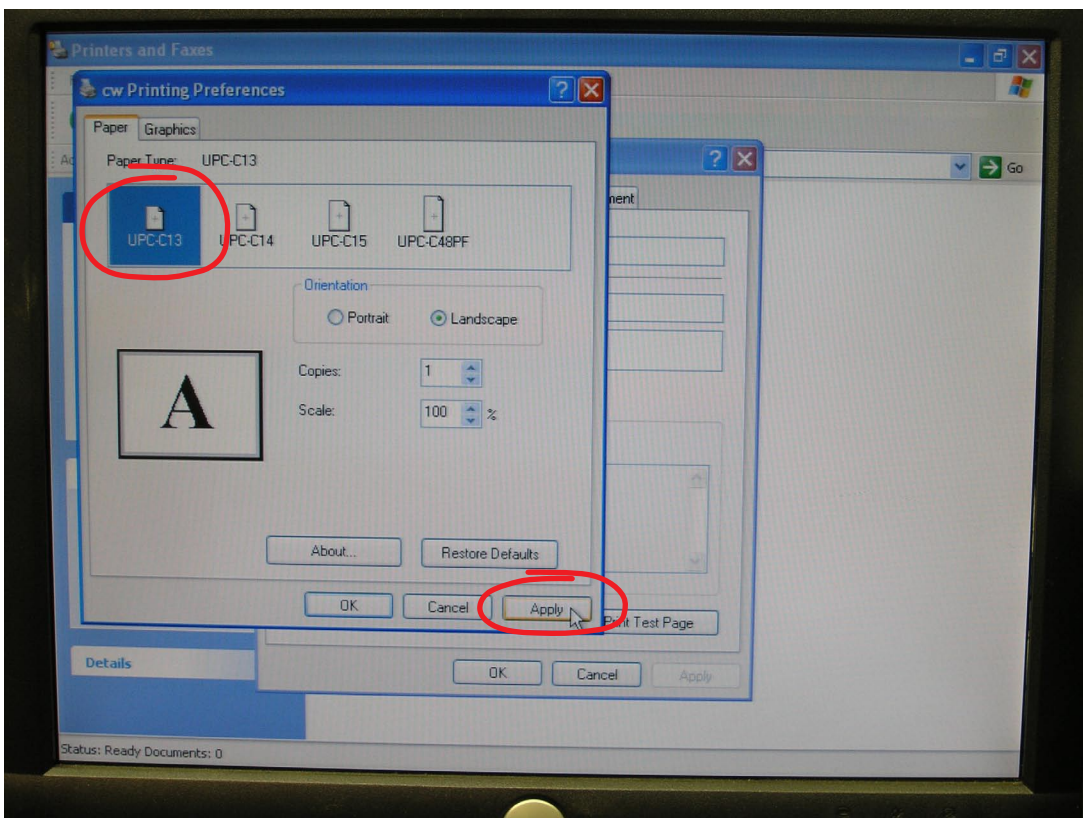 Printers and Faxes
cw Printing Preferences
Paper Graphics
Paper Type: UPC-C13
Go
UPC-C13 UPC-C14 UPC-C15 UPC-C48PF
Orientation
Portrait Landscape
Copies: 1
Scale: 100 %
A
About... Restore Defaults
OK Cancel Apply
Print Test Page
Details
OK Cancel Apply
Status: Ready Documents: 0